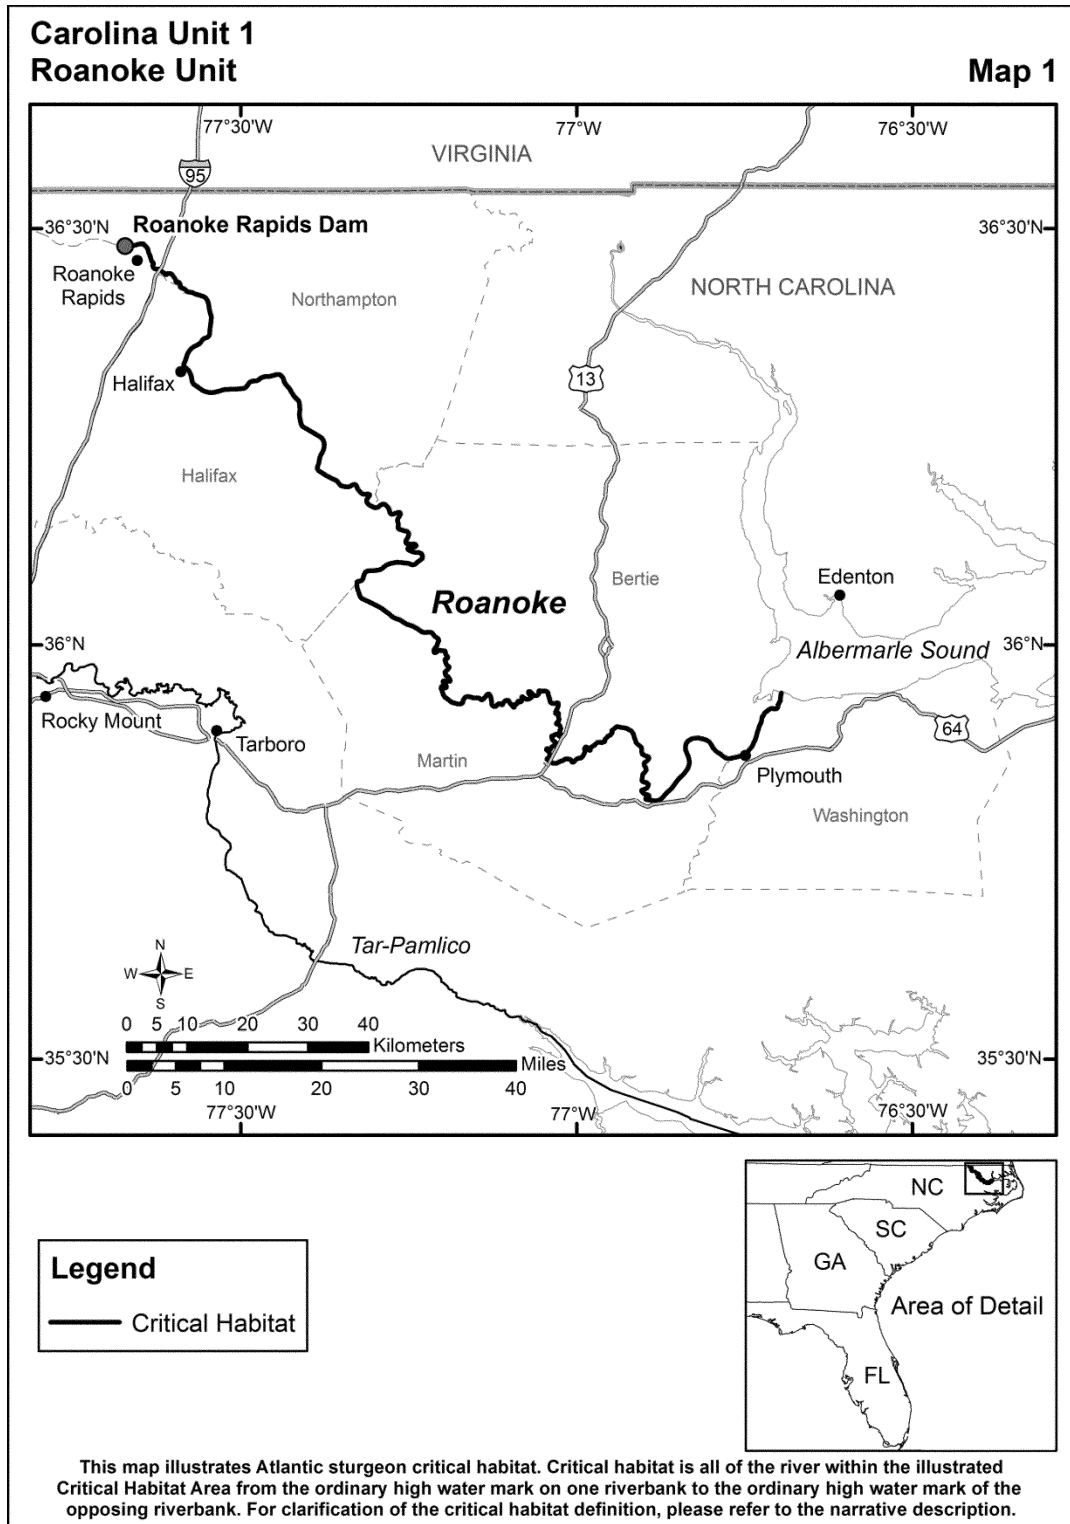 Carolina Unit 1
Roanoke Unit
Map 1
77°30'W
77°W
76°30'W
VIRGINIA
95
36°30'N
Roanoke Rapids Dam
36°30'N
Roanoke
Rapids
Northampton
NORTH CAROLINA
Halifax
13
Halifax
Bertie
Edenton
Roanoke
36°N
Albermarle Sound
36°N
Rocky Mount
Tarboro
Martin
64
Plymouth
Washington
Tar-Pamlico
N
W
E
S
0 5 10 20 30 40
Kilometers
Miles
0 5 10 20 30 40
35°30'N
35°30'N
77°30'W
77°W
76°30'W
NC
SC
GA
Area of Detail
FL
Legend
Critical Habitat
This map illustrates Atlantic sturgeon critical habitat. Critical habitat is all of the river within the illustrated
Critical Habitat Area from the ordinary high water mark on one riverbank to the ordinary high water mark of the
opposing riverbank. For clarification of the critical habitat definition, please refer to the narrative description.